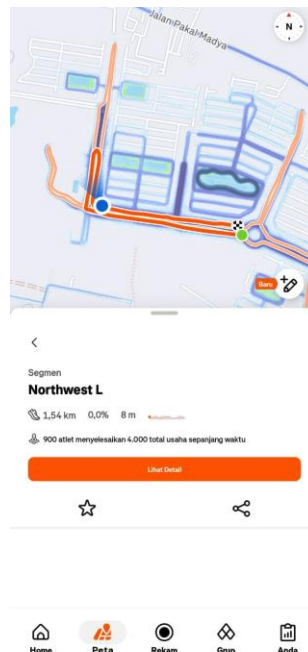 Jalan Pakal-Madya
N
Baru
Segmen
Northwest L
1,54 km 0,0% 8 m
900 atlet menyelesaikan 4.000 total usaha sepanjang waktu
Lihat Detail
Home Peta Rekam Grup Anda